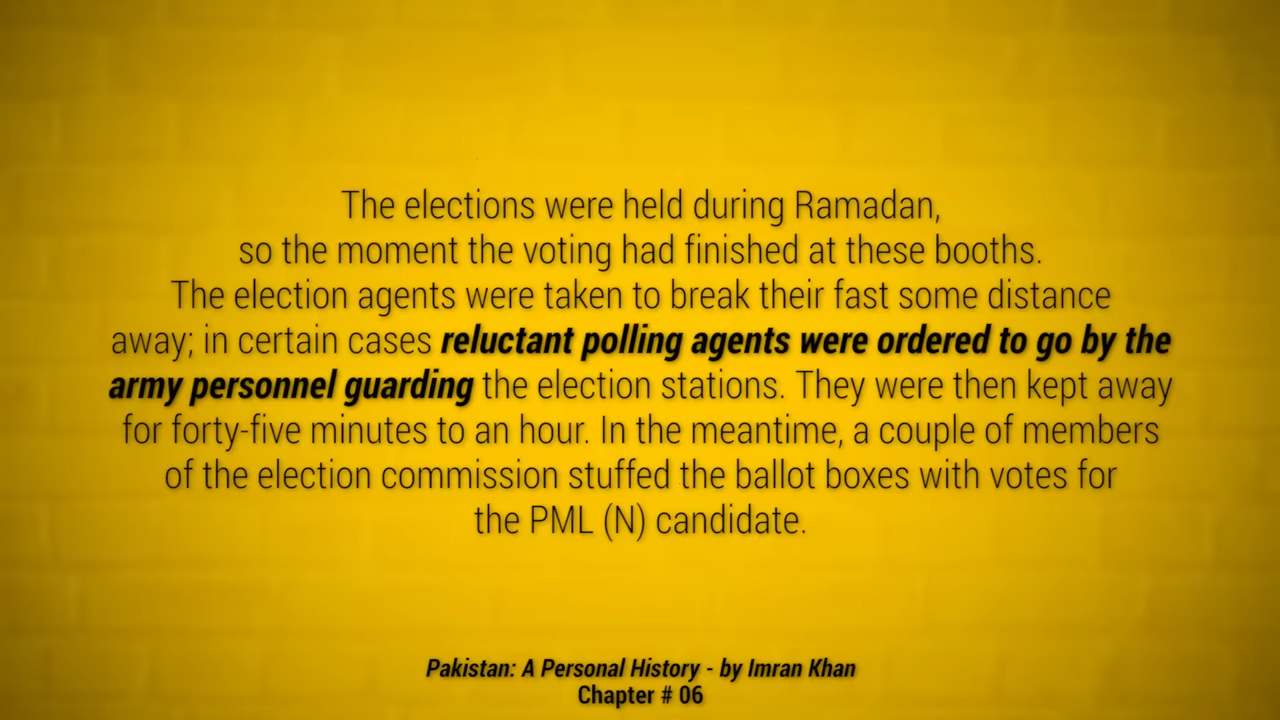 The elections were held during Ramadan,
so the moment the voting had finished at these booths.
The election agents were taken to break their fast some distance
away; in certain cases reluctant polling agents were ordered to go by the
army personnel guarding the election stations. They were then kept away
for forty-five minutes to an hour. In the meantime, a couple of members
of the election commission stuffed the ballot boxes with votes for
the PML (N) candidate.
Pakistan: A Personal History - by Imran Khan
Chapter # 06